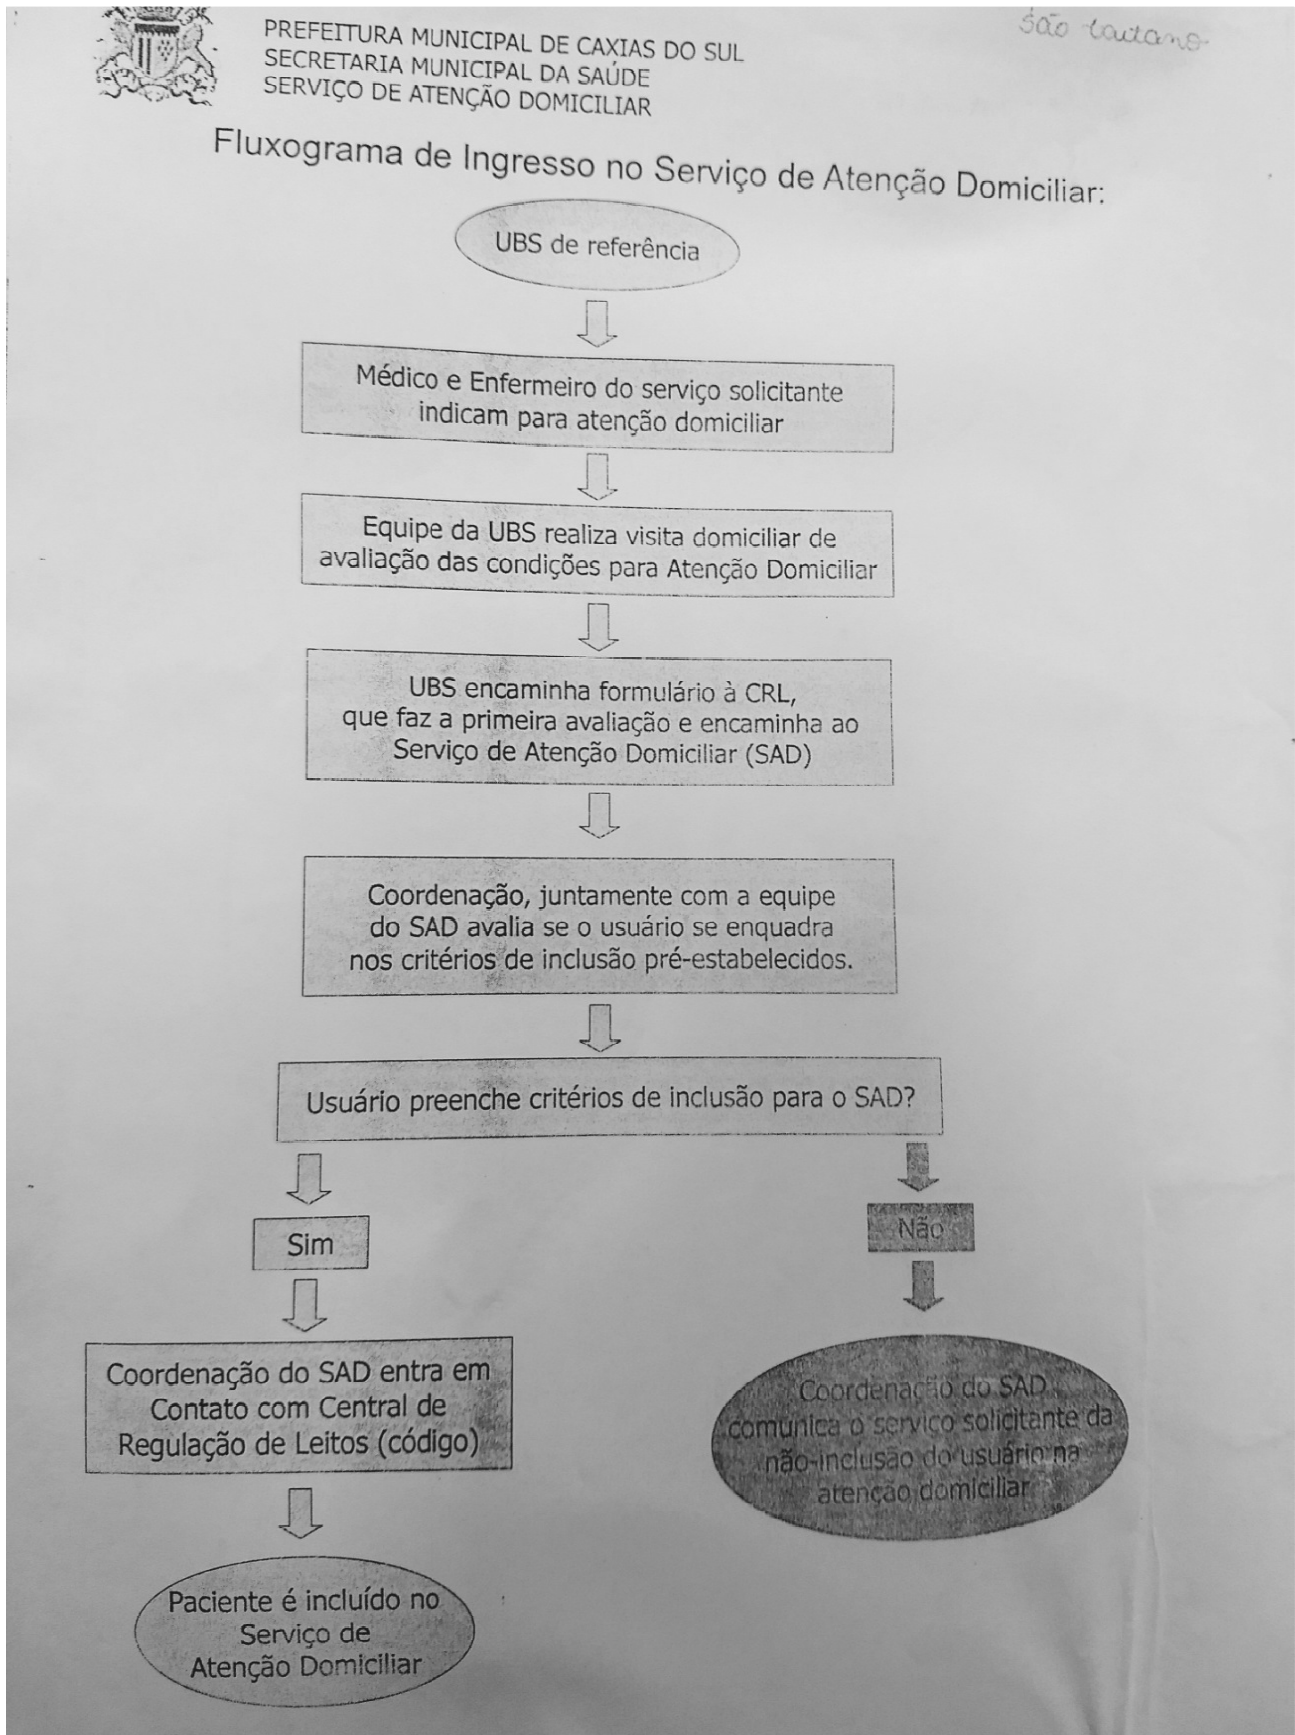 São Caetano
PREFEITURA MUNICIPAL DE CAXIAS DO SUL
SECRETARIA MUNICIPAL DA SAÚDE
SERVIÇO DE ATENÇÃO DOMICILIAR
Fluxograma de Ingresso no Serviço de Atenção Domiciliar:
UBS de referência
Médico e Enfermeiro do serviço solicitante
indicam para atenção domiciliar
Equipe da UBS realiza visita domiciliar de
avaliação das condições para Atenção Domiciliar
UBS encaminha formulário à CRL,
que faz a primeira avaliação e encaminha ao
Serviço de Atenção Domiciliar (SAD)
Coordenação, juntamente com a equipe
do SAD avalia se o usuário se enquadra
nos critérios de inclusão pré-estabelecidos.
Usuário preenche critérios de inclusão para o SAD?
Sim
Não
Coordenação do SAD entra em
Contato com Central de
Regulação de Leitos (código)
Coordenação do SAD
comunica o serviço solicitante da
não-inclusão do usuário na
atenção domiciliar
Paciente é incluído no
Serviço de
Atenção Domiciliar